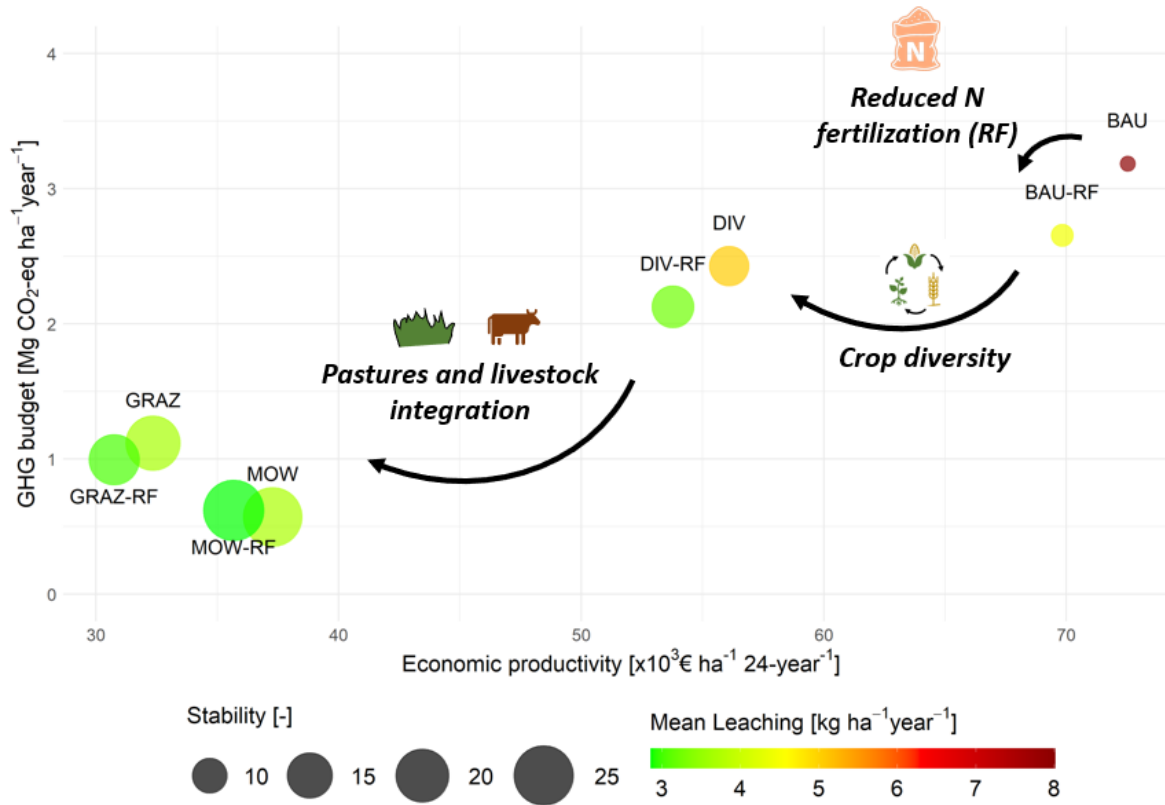 4
N
Reduced N
fertilization (RF)
BAU
3
BAU-RF
DIV
DIV-RF
2
Pastures and livestock
integration
Crop diversity
GRAZ
1
GRAZ-RF
MOW
MOW-RF
0
GHG budget [Mg CO₂-eq ha⁻¹year⁻¹]
30 40 50 60 70
Economic productivity [x10³€ ha⁻¹ 24-year⁻¹]
Stability [-]
10 15 20 25
Mean Leaching [kg ha⁻¹year⁻¹]
3 4 5 6 7 8